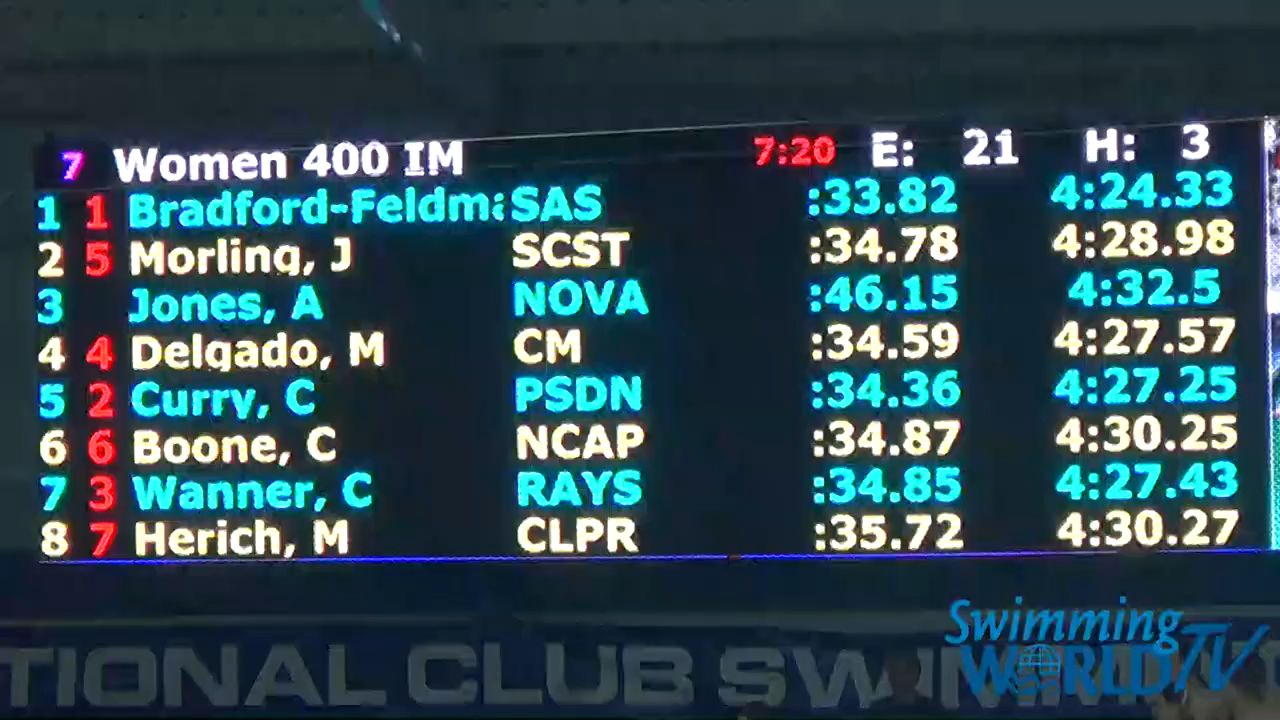 7 Women 400 IM 7:20 E: 21 H: 3
1 1 Bradford-Feldma SAS :33.82 4:24.33
2 5 Morling, J SCST :34.78 4:28.98
3 Jones, A NOVA :46.15 4:32.5
4 4 Delgado, M CM :34.59 4:27.57
5 2 Curry, C PSDN :34.36 4:27.25
6 6 Boone, C NCAP :34.87 4:30.25
7 3 Wanner, C RAYS :34.85 4:27.43
8 7 Herich, M CLPR :35.72 4:30.27
Swimming
WORLD TV
TIONAL CLUB SWIMMING